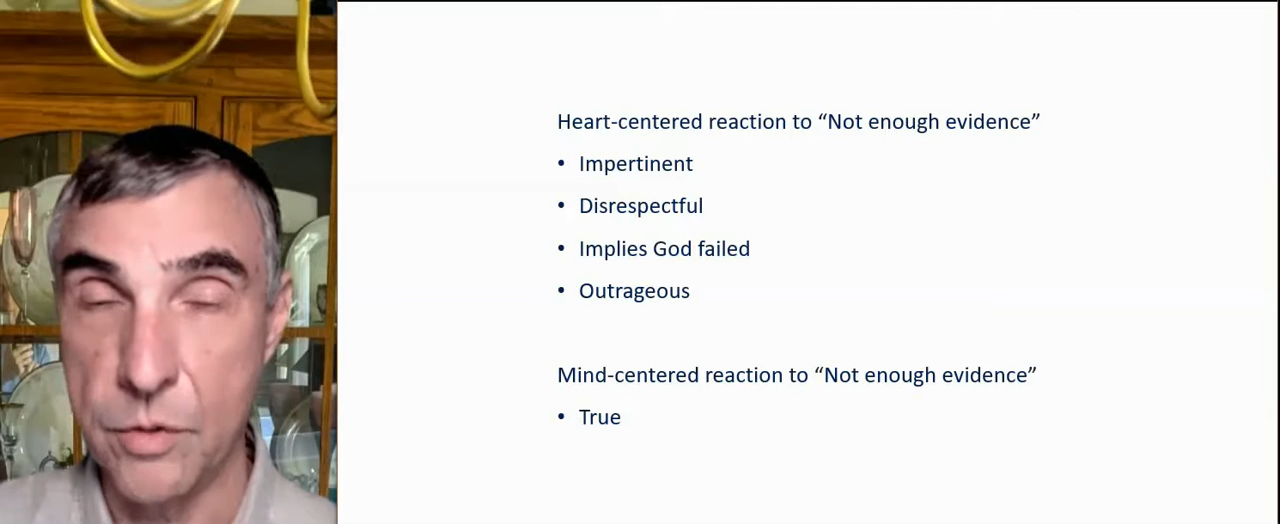 Heart-centered reaction to “Not enough evidence”
• Impertinent
• Disrespectful
• Implies God failed
• Outrageous
Mind-centered reaction to “Not enough evidence”
• True